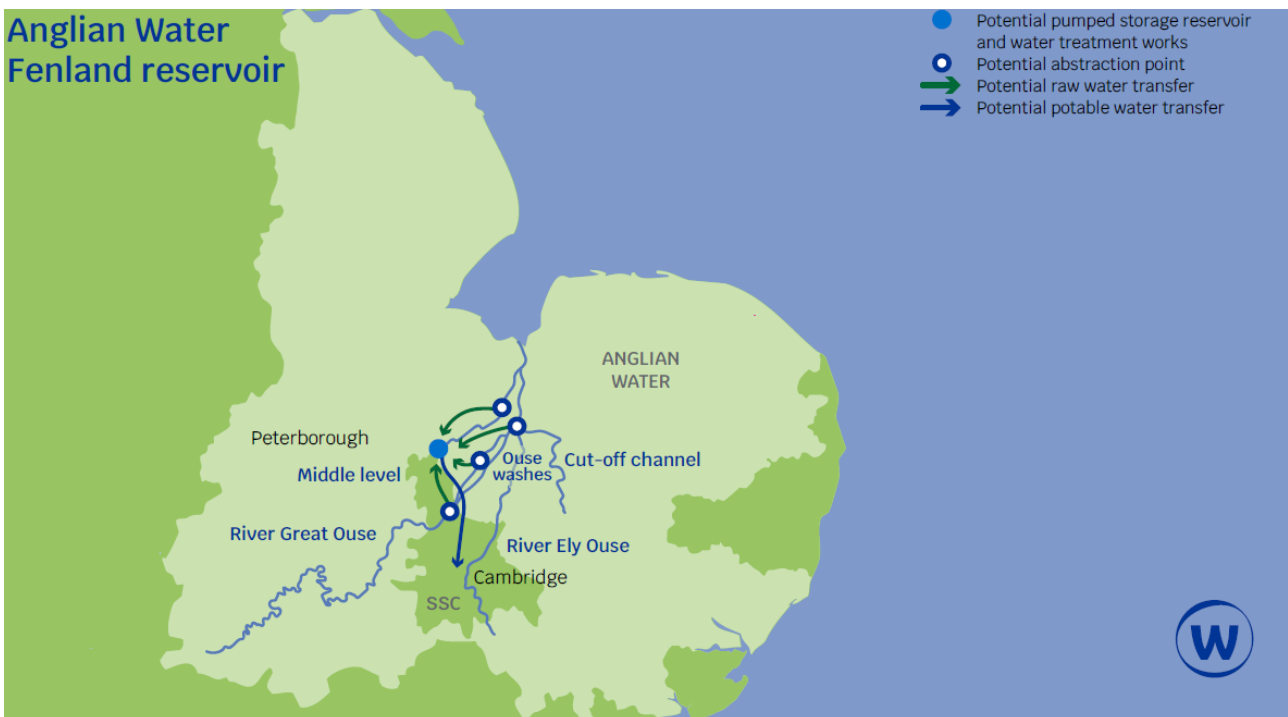 Anglian Water
Fenland reservoir
Potential pumped storage reservoir
and water treatment works
Potential abstraction point
Potential raw water transfer
Potential potable water transfer
ANGLIAN
WATER
Peterborough
Middle level
Ouse
washes
Cut-off channel
River Great Ouse
River Ely Ouse
Cambridge
SSC
W